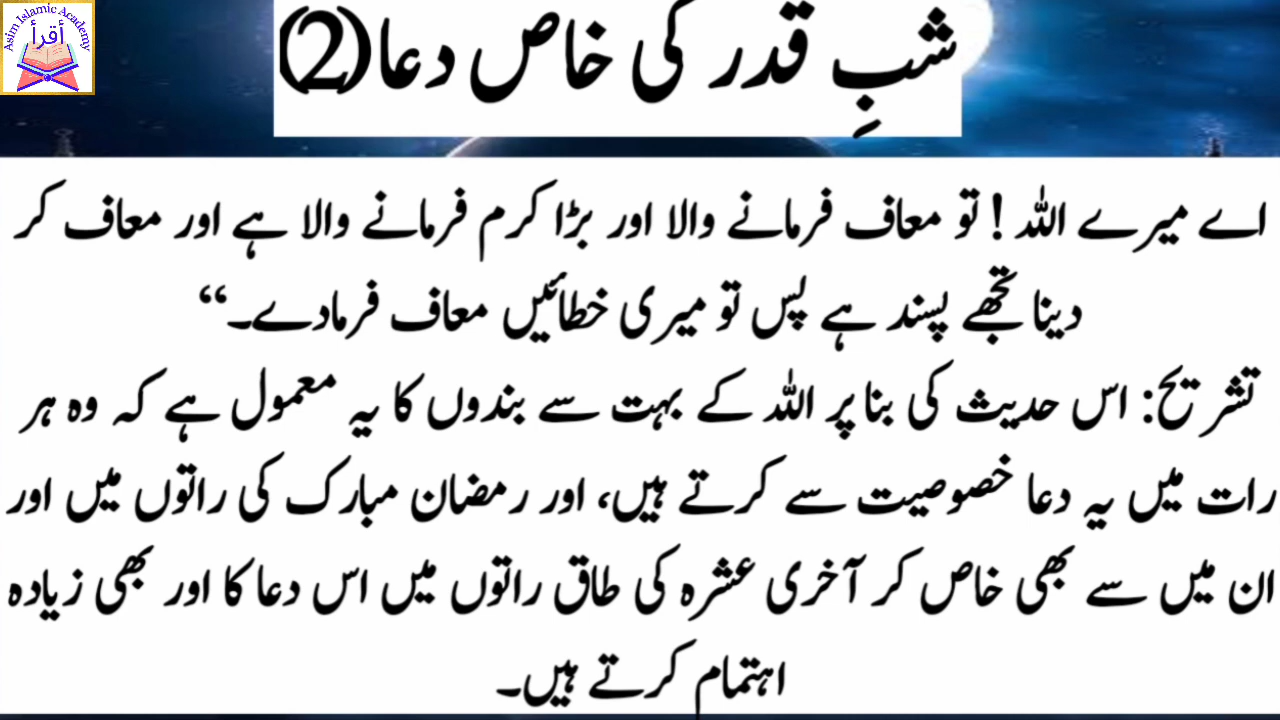 Asim Islamic Academy
أقرأ
شبِ قدر کی خاص دعا(2)
اے میرے اللہ ! تو معاف فرمانے والا اور بڑا کرم فرمانے والا ہے اور معاف کر
دینا تجھے پسند ہے پس تو میری خطائیں معاف فرمادے۔“
تشریح: اس حدیث کی بنا پر اللہ کے بہت سے بندوں کا یہ معمول ہے کہ وہ ہر
رات میں یہ دعا خصوصیت سے کرتے ہیں، اور رمضان مبارک کی راتوں میں اور
ان میں سے بھی خاص کر آخری عشرہ کی طاق راتوں میں اس دعا کا اور بھی زیادہ
اہتمام کرتے ہیں۔